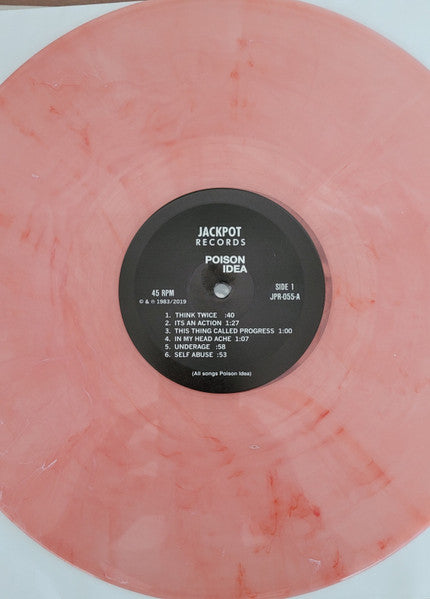 JACKPOT
RECORDS
POISON
IDEA
45 RPM
© & ℗ 1983/2019
SIDE 1
JPR-055-A
1. THINK TWICE :40
2. ITS AN ACTION 1:27
3. THIS THING CALLED PROGRESS 1:00
4. IN MY HEAD ACHE 1:07
5. UNDERAGE :58
6. SELF ABUSE :53
(All songs Poison Idea)